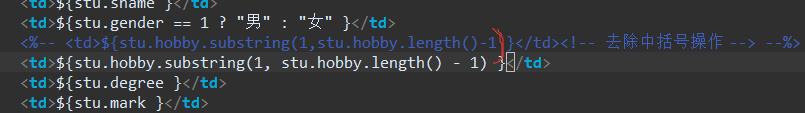 <td>${stu.sname }</td>
<td>${stu.gender == 1 ? "男" : "女" }</td>
<%-- <td>${stu.hobby.substring(1,stu.hobby.length()-1)}</td><!-- 去除中括号操作 --> --%>
<td>${stu.hobby.substring(1, stu.hobby.length() - 1) }</td>
<td>${stu.degree }</td>
<td>${stu.mark }</td>